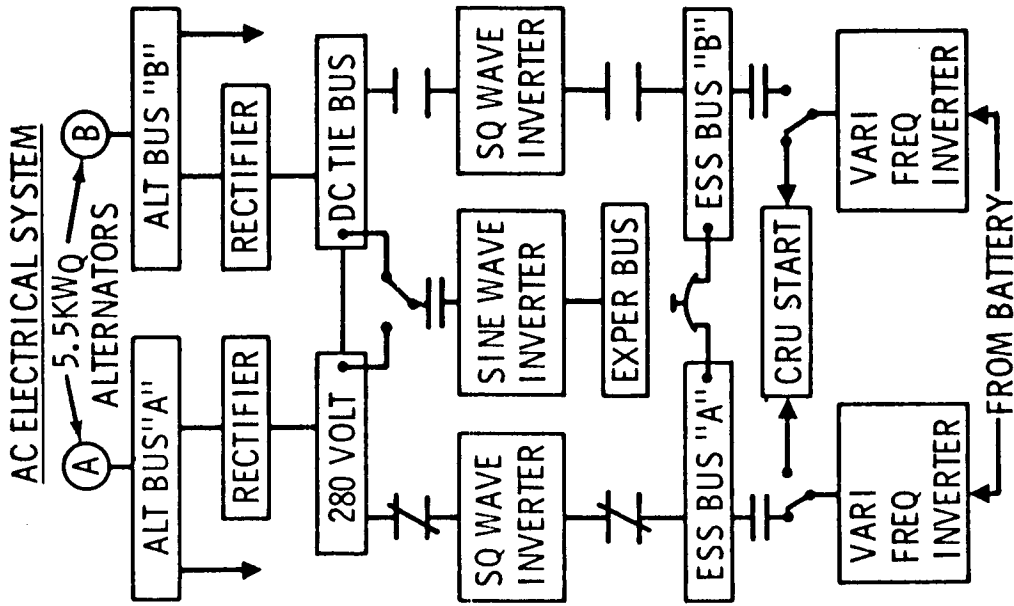 AC ELECTRICAL SYSTEM
5.5KWQ
ALTERNATORS
A
B
ALT BUS"A"
ALT BUS "B"
RECTIFIER
RECTIFIER
280 VOLT
DC TIE BUS
SQ WAVE
INVERTER
SINE WAVE
INVERTER
SQ WAVE
INVERTER
EXPER BUS
ESS BUS "A"
ESS BUS "B"
CRU START
VARI
FREQ
INVERTER
VARI
FREQ
INVERTER
FROM BATTERY